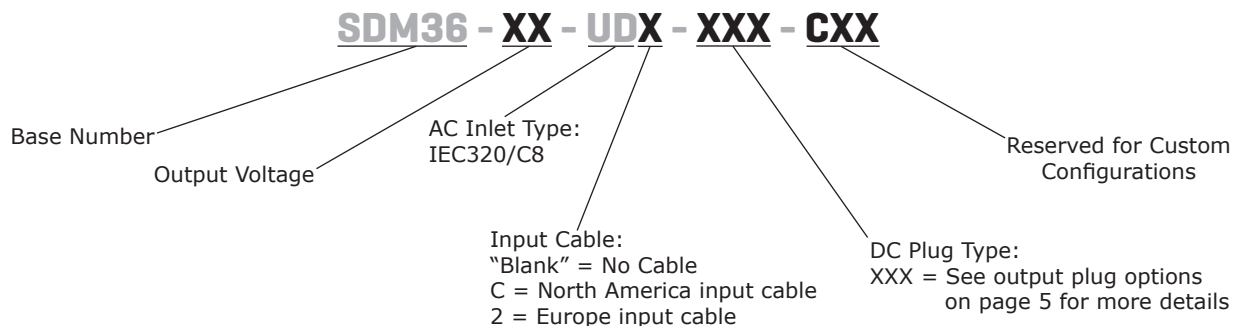 SDM36 - XX - UDX - XXX - CXX
Base Number
Output Voltage
AC Inlet Type:
IEC320/C8
Input Cable:
“Blank” = No Cable
C = North America input cable
2 = Europe input cable
DC Plug Type:
XXX = See output plug options
on page 5 for more details
Reserved for Custom
Configurations